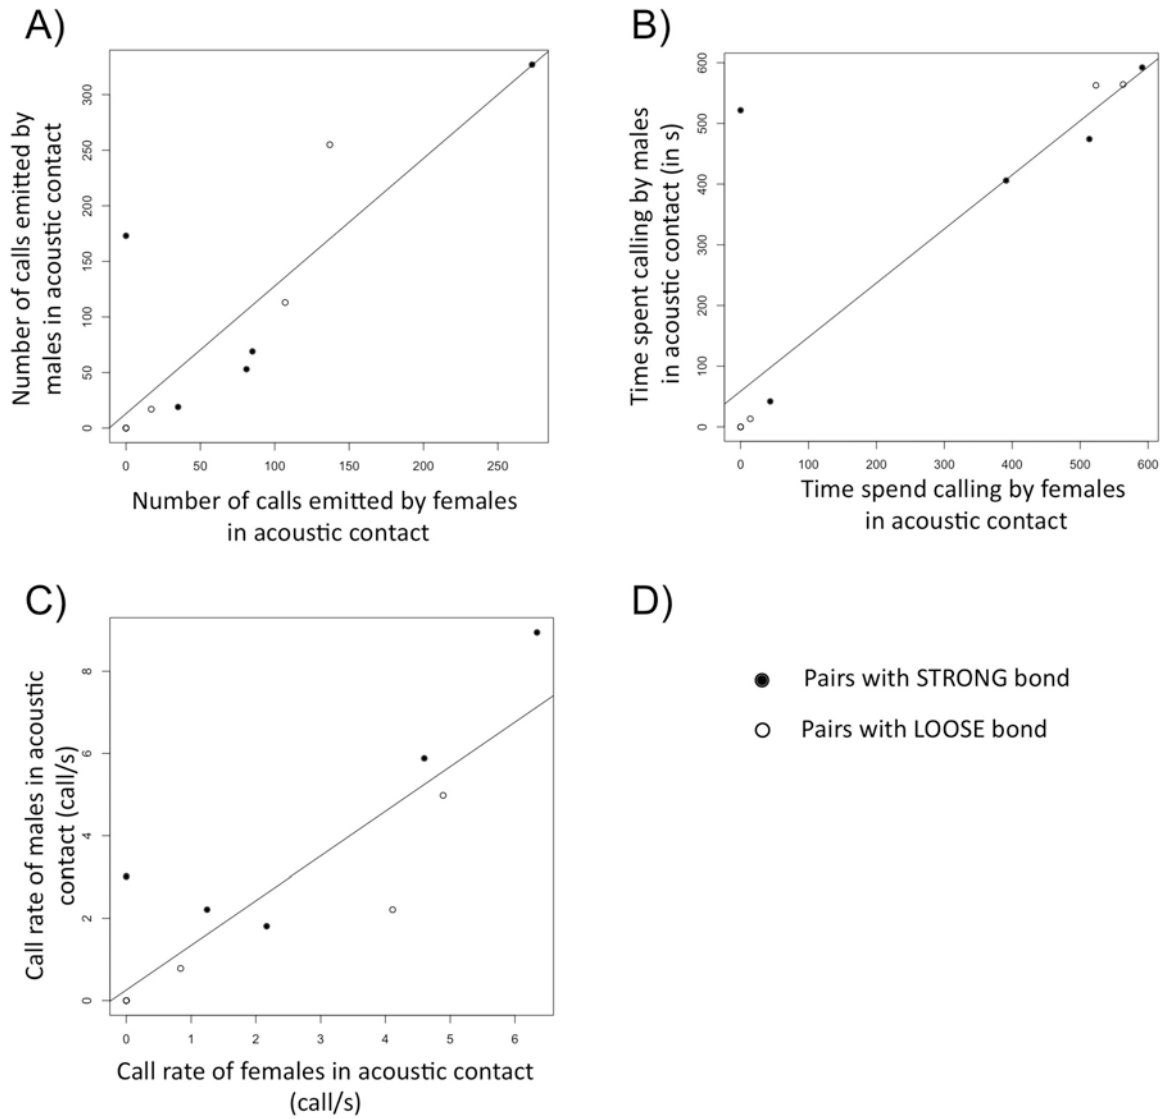 A)
Number of calls emitted by
males in acoustic contact
300
250
200
150
100
50
0
0 50 100 150 200 250
Number of calls emitted by females
in acoustic contact
B)
Time spent calling by males
in acoustic contact (in s)
600
500
400
300
200
100
0
0 100 200 300 400 500 600
Time spend calling by females
in acoustic contact
C)
Call rate of males in acoustic
contact (call/s)
8
6
4
2
0
0 1 2 3 4 5 6
Call rate of females in acoustic contact
(call/s)
D)
Pairs with STRONG bond
Pairs with LOOSE bond